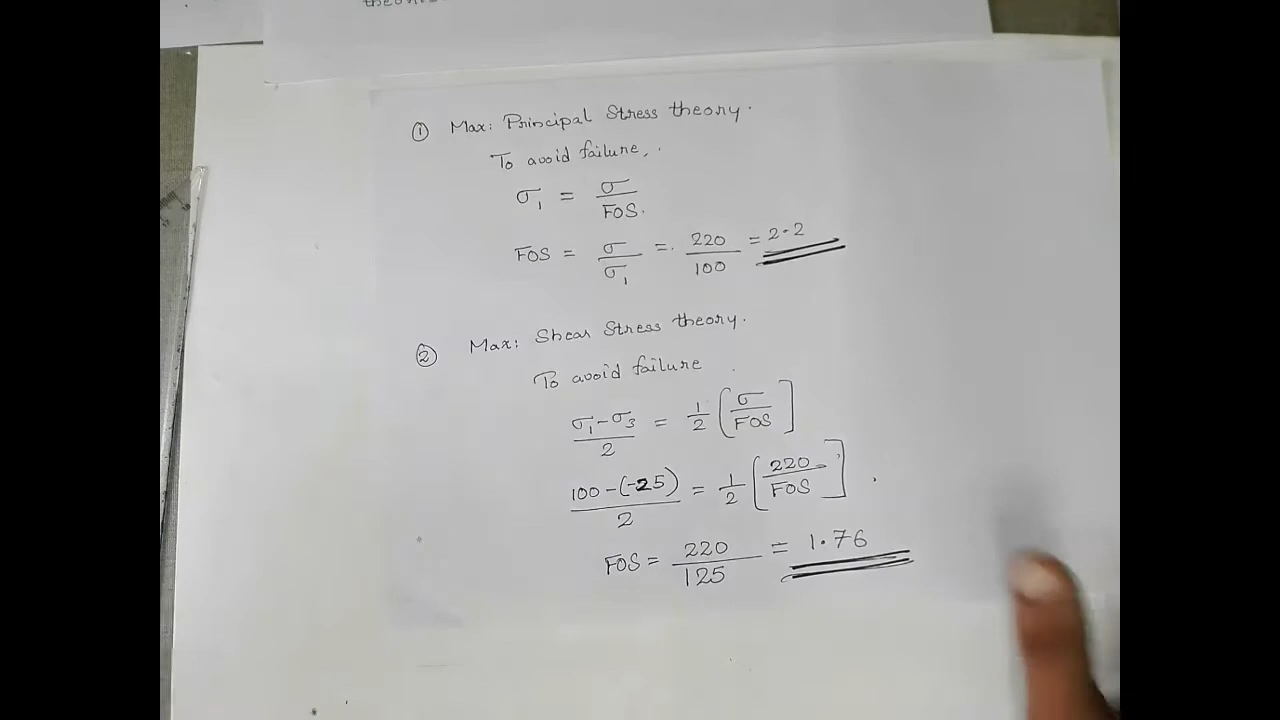 ① Max: Principal Stress theory.
To avoid failure,.
σ₁ = σ / FOS.
FOS = σ / σ₁ = 220 / 100 = 2.2
② Max: Shear Stress theory.
To avoid failure
(σ₁-σ₃) / 2 = 1/2 [σ / FOS]
(100-(-25)) / 2 = 1/2 [220 / FOS]
FOS = 220 / 125 = 1.76